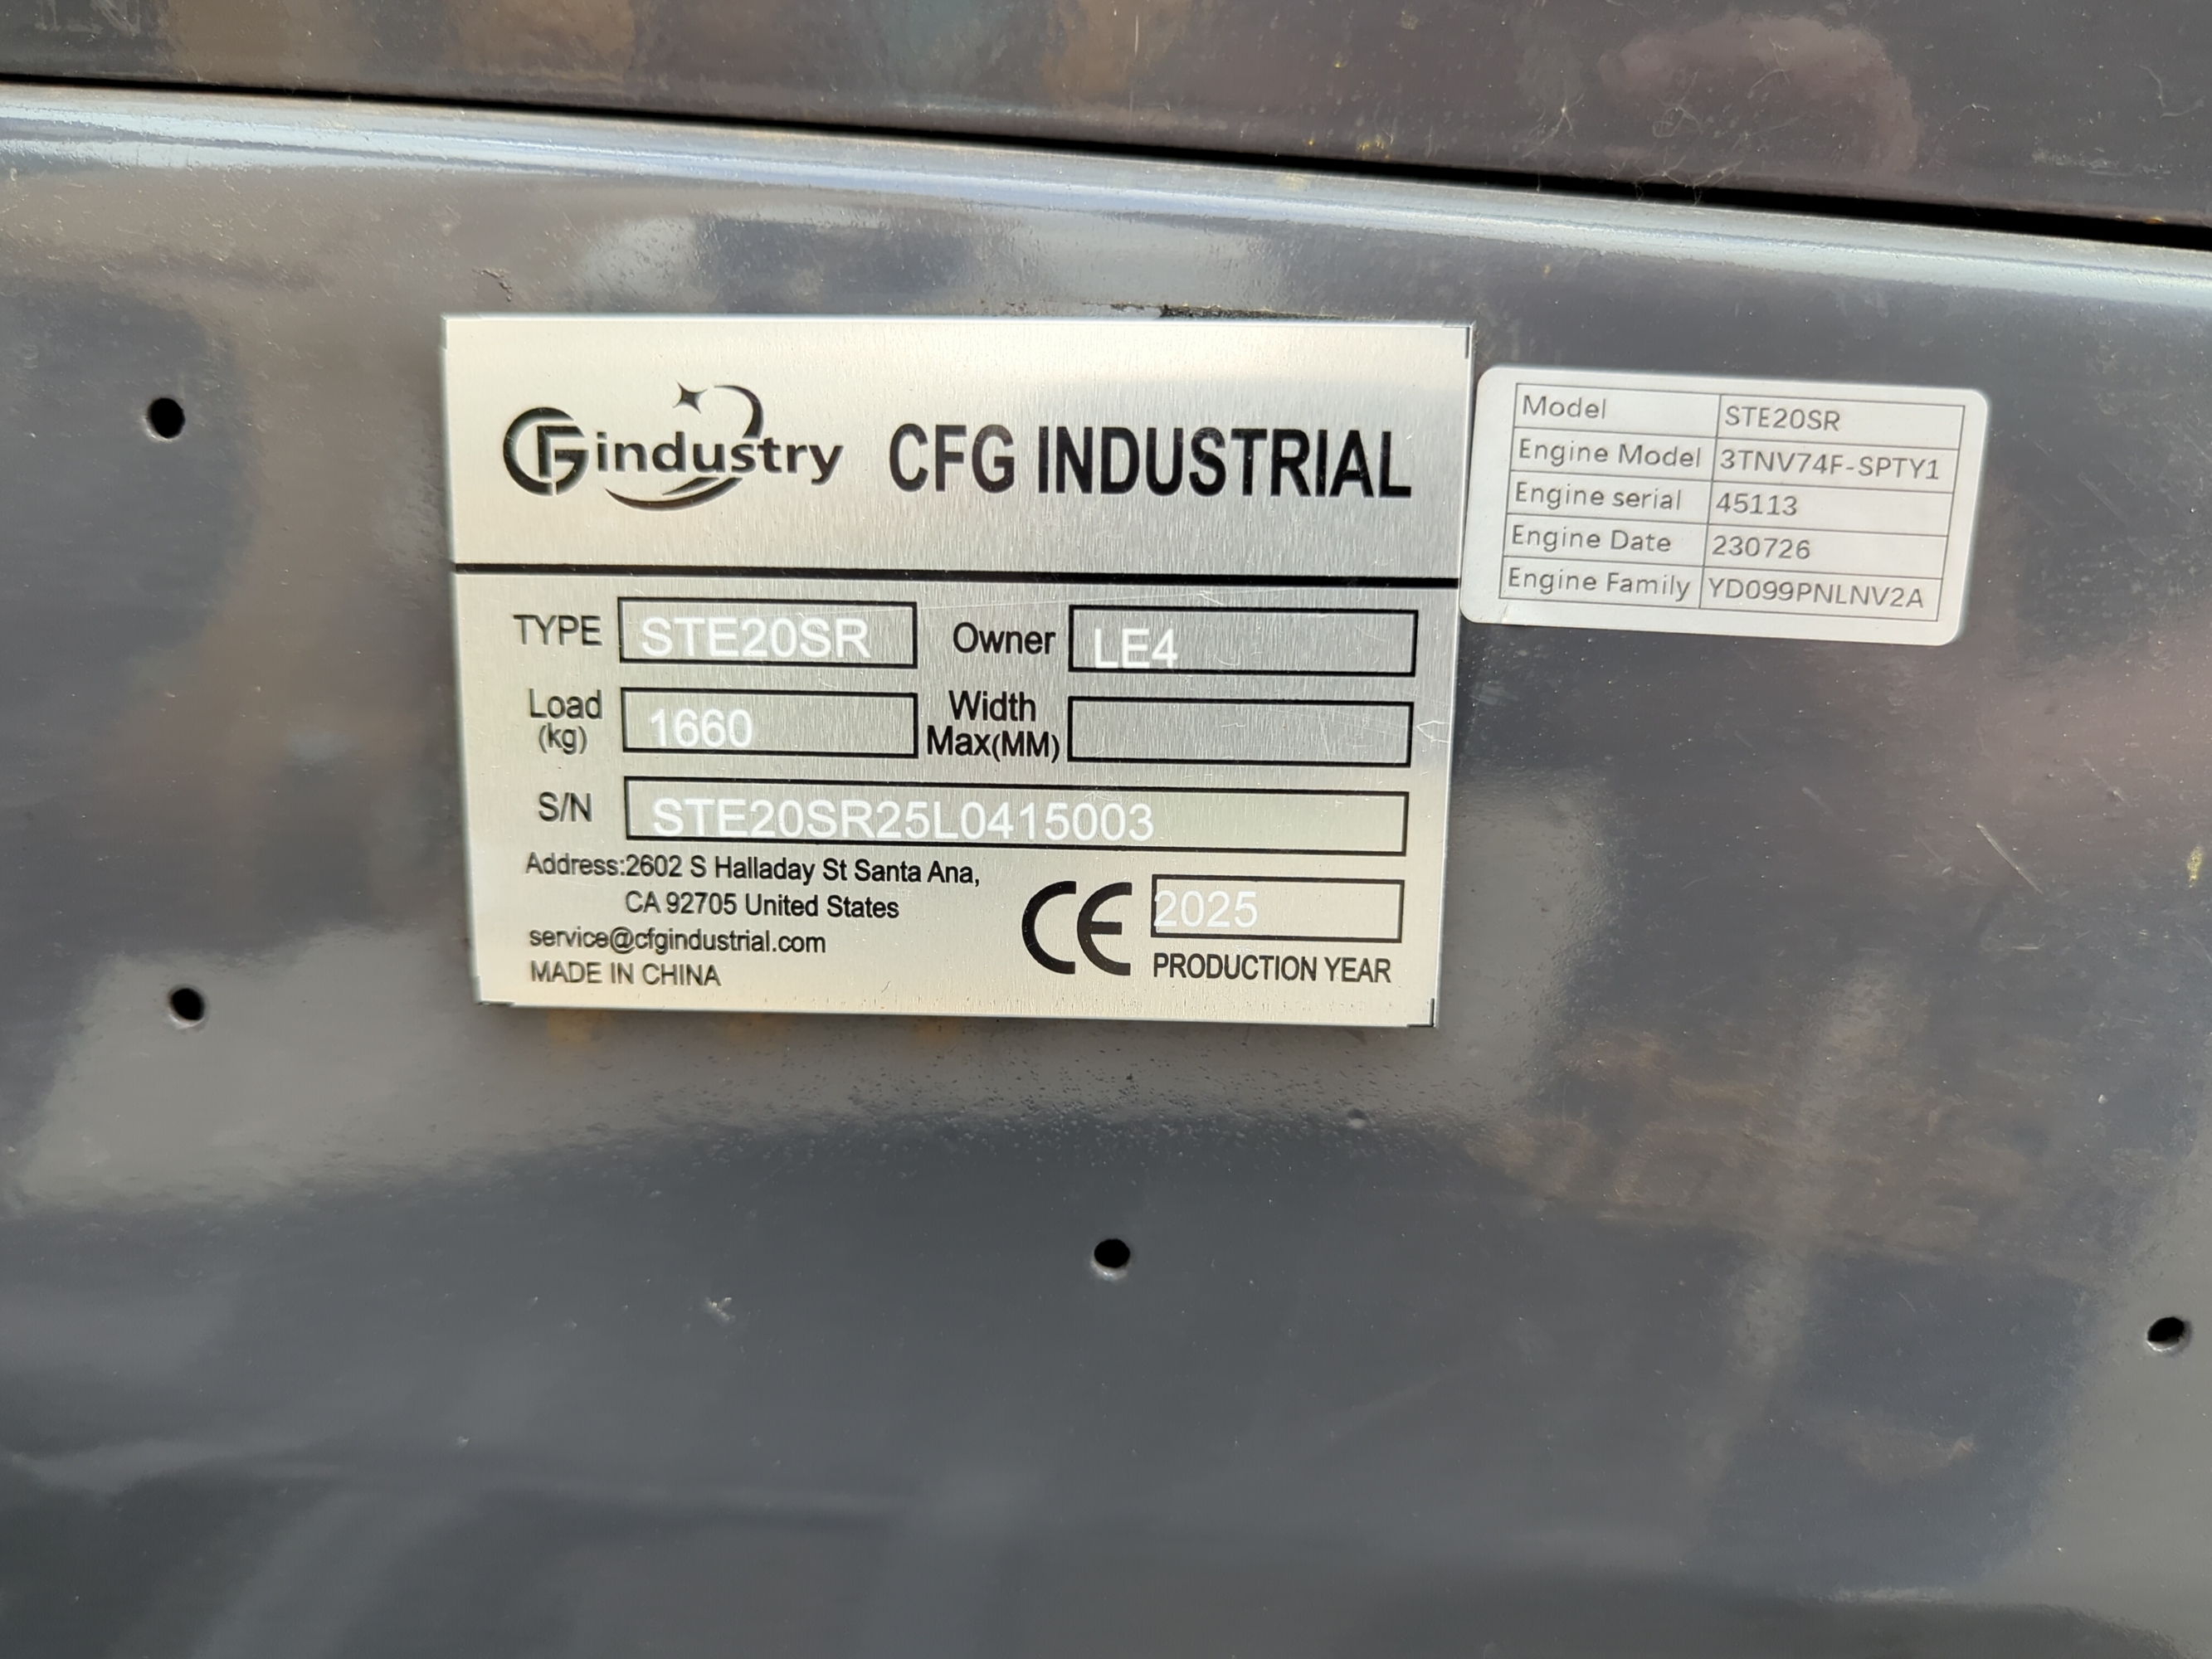 GFindustry CFG INDUSTRIAL
TYPE STE20SR Owner LE4
Load (kg) 1660 Width Max(MM)
S/N STE20SR25L0415003
Address:2602 S Halladay St Santa Ana,
CA 92705 United States
service@cfgindustrial.com
MADE IN CHINA
CE 2025
PRODUCTION YEAR
Model STE20SR
Engine Model 3TNV74F-SPTY1
Engine serial 45113
Engine Date 230726
Engine Family YD099PNLNV2A